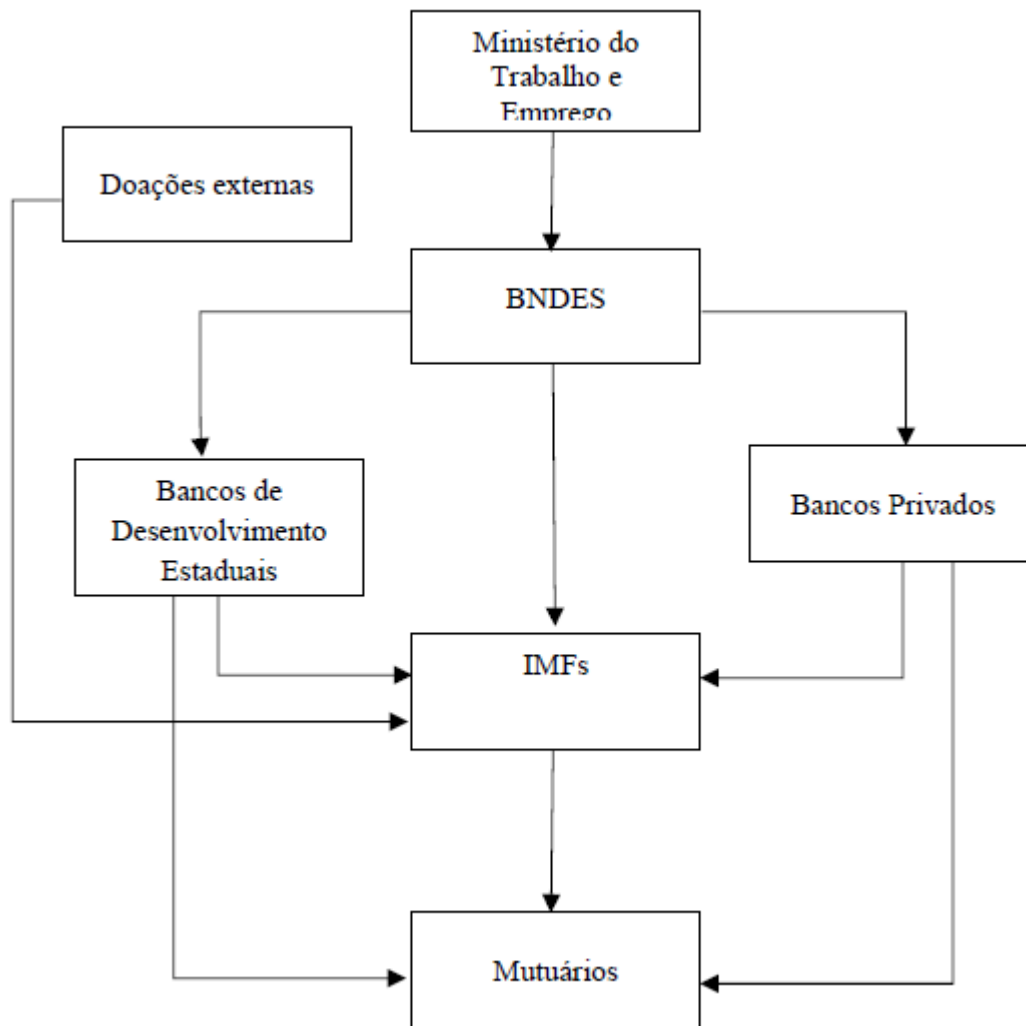 Ministério do
Trabalho e
Emprego
Doações externas
BNDES
Bancos de
Desenvolvimento
Estaduais
Bancos Privados
IMFs
Mutuários